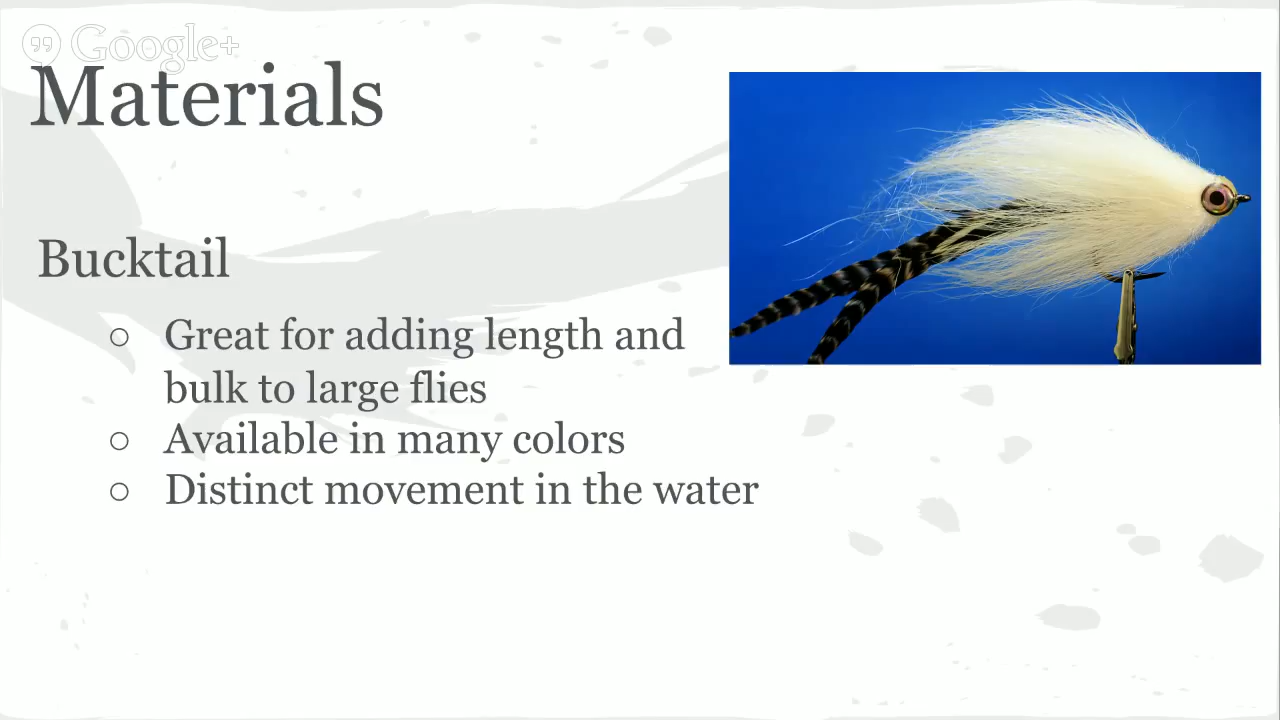 Google+
Materials
Bucktail
○ Great for adding length and
bulk to large flies
○ Available in many colors
○ Distinct movement in the water